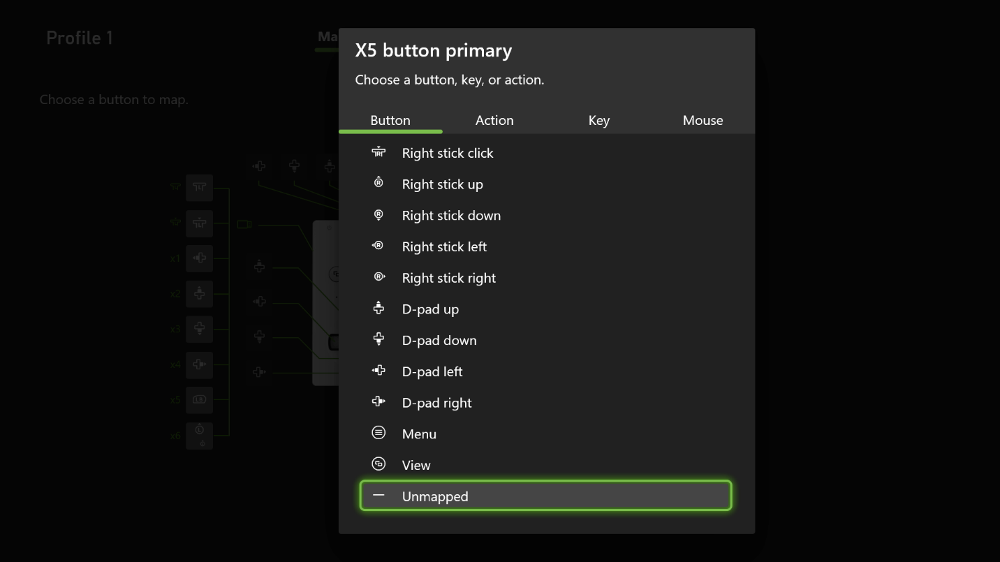 Profile 1
Ma
Choose a button to map.
x1
x2
x3
x4
x5
LB
x6
X5 button primary
Choose a button, key, or action.
Button
Action
Key
Mouse
Right stick click
Right stick up
Right stick down
Right stick left
Right stick right
D-pad up
D-pad down
D-pad left
D-pad right
Menu
View
Unmapped